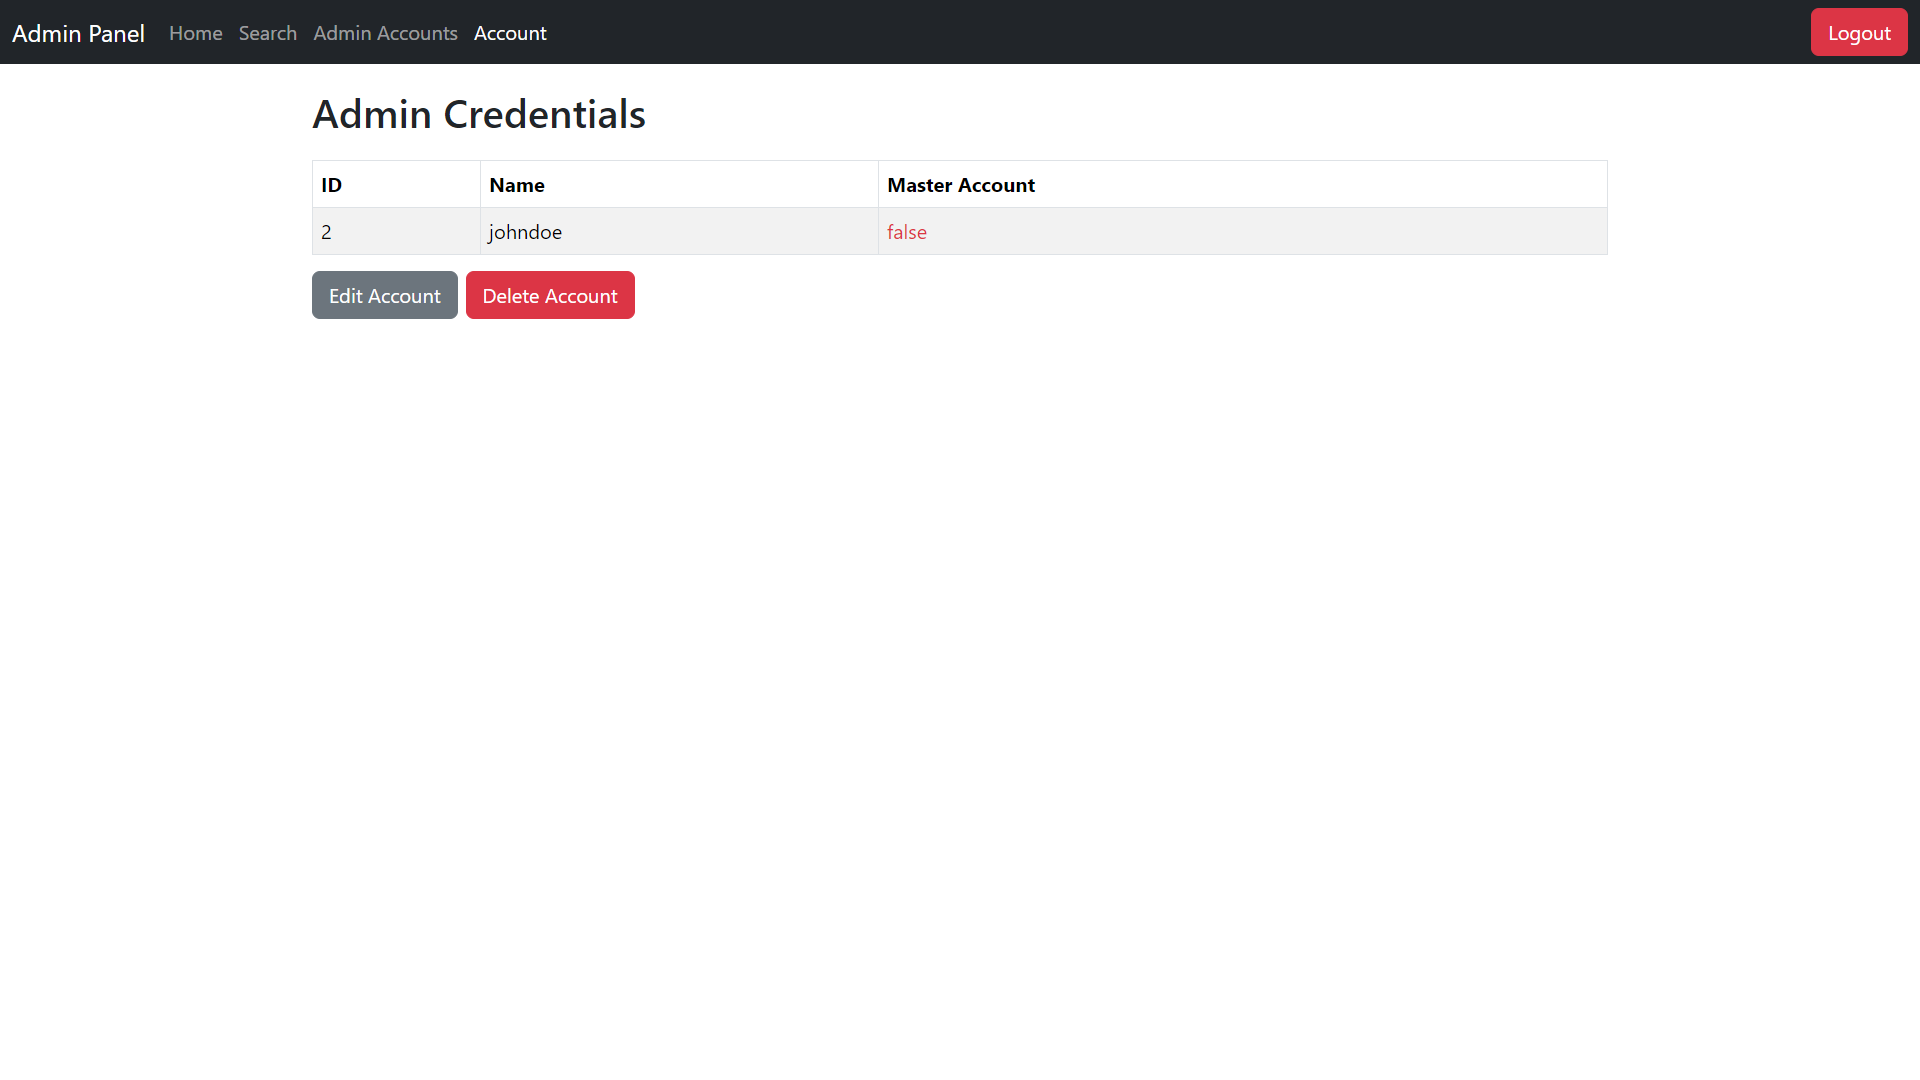 Admin Panel Home Search Admin Accounts Account Logout
Admin Credentials
ID Name Master Account
2 johndoe false
Edit Account Delete Account